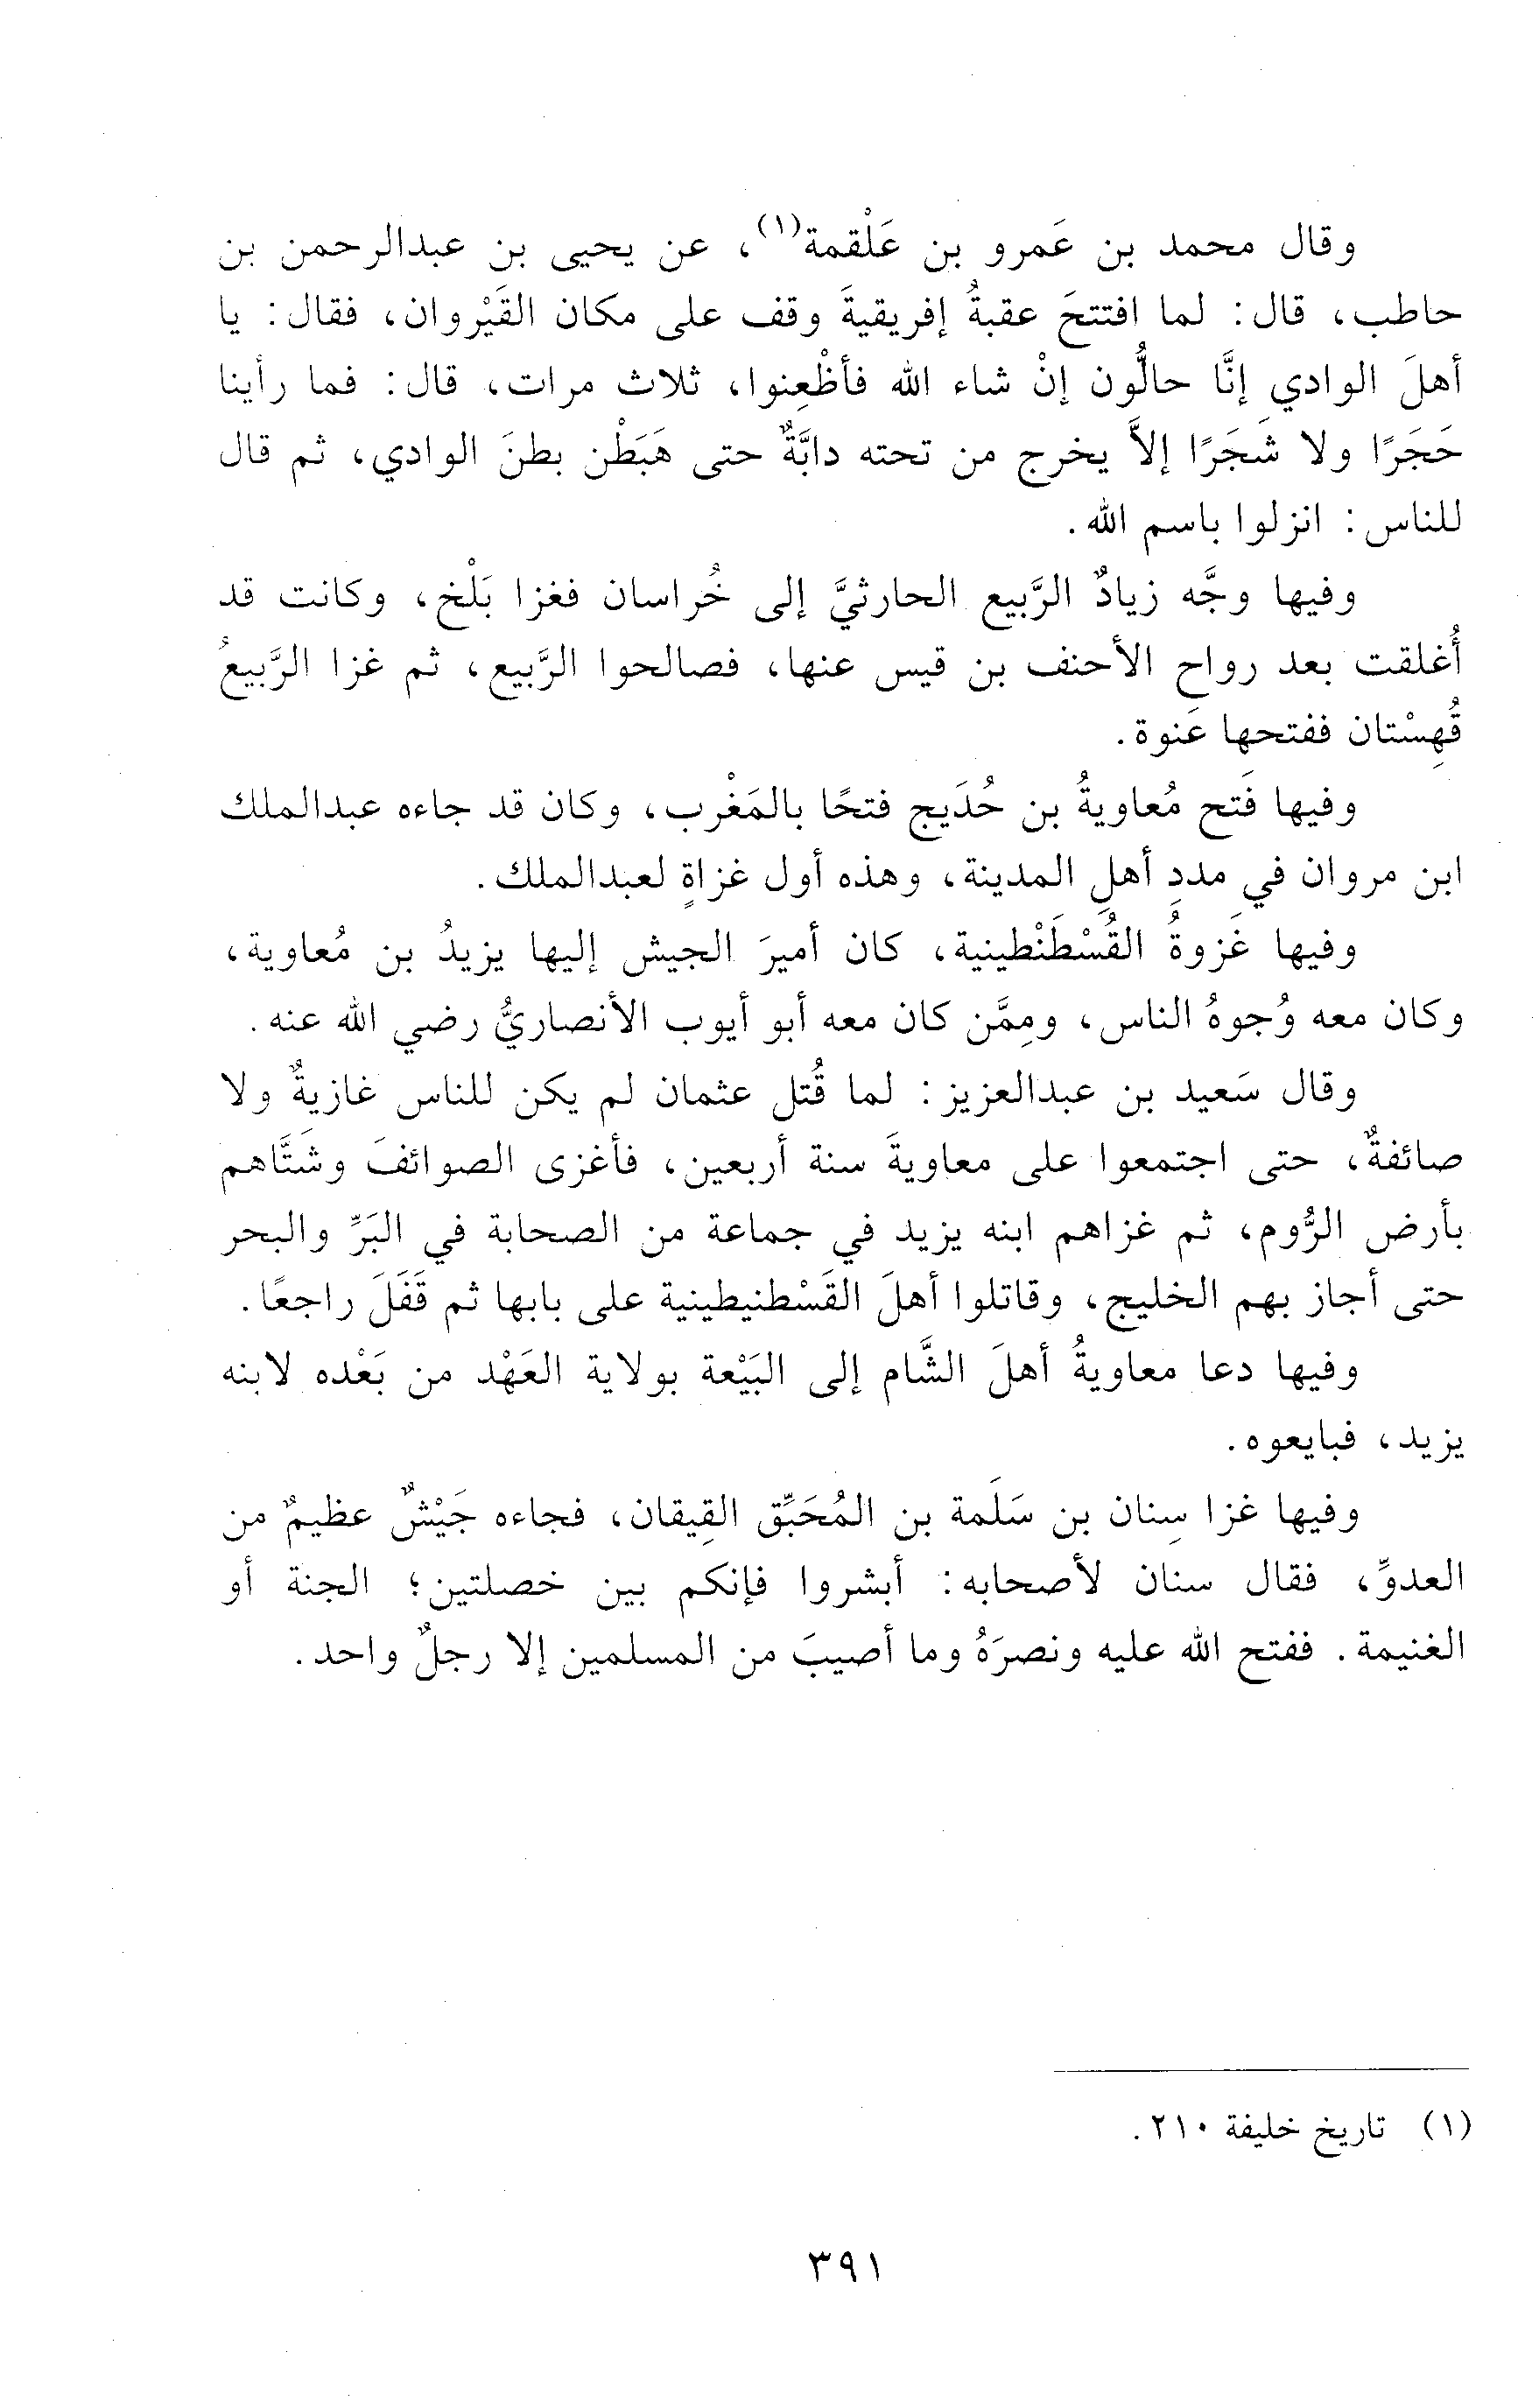 وقال محمد بن عَمرو بن عَلْقمة(١)، عن يحيى بن عبدالرحمن بن
حاطب، قال: لما افتتحَ عقبةُ إفريقيةَ وقف على مكان القَيْروان، فقال: يا
أهلَ الوادي إنَّا حالُّون إنْ شاء الله فأظْعِنوا، ثلاث مرات، قال: فما رأينا
حَجَرًا ولا شَجَرًا إلاَّ يخرج من تحته دابَّةٌ حتى هَبَطْن بطنَ الوادي، ثم قال
للناس: انزلوا باسم الله.
وفيها وجَّه زيادٌ الرَّبيع الحارثيَّ إلى خُراسان فغزا بَلْخ، وكانت قد
أُغلقت بعد رواح الأحنف بن قيس عنها، فصالحوا الرَّبيع، ثم غزا الرَّبيعُ
قُهِسْتان ففتحها عَنوة.
وفيها فَتح مُعاويةُ بن حُدَيج فتحًا بالمَغْرب، وكان قد جاءه عبدالملك
ابن مروان في مددِ أهلِ المدينة، وهذه أول غزاةٍ لعبدالملك.
وفيها غَزوةُ القُسْطَنْطينية، كان أميرَ الجيش إليها يزيدُ بن مُعاوية،
وكان معه وُجوهُ الناس، ومِمَّن كان معه أبو أيوب الأنصاريُّ رضي الله عنه.
وقال سَعيد بن عبدالعزيز: لما قُتل عثمان لم يكن للناس غازيةٌ ولا
صائفةٌ، حتى اجتمعوا على معاويةَ سنة أربعين، فأغزى الصوائفَ وشَتَّاهم
بأرض الرُّوم، ثم غزاهم ابنه يزيد في جماعة من الصحابة في البَرِّ والبحر
حتى أجاز بهم الخليج، وقاتلوا أهلَ القَسْطنيطينية على بابها ثم قَفَلَ راجعًا.
وفيها دعا معاويةُ أهلَ الشَّام إلى البَيْعة بولاية العَهْد من بَعْده لابنه
يزيد، فبايعوه.
وفيها غزا سِنان بن سَلَمة بن المُحَبِّق القِيقان، فجاءه جَيْشٌ عظيمٌ من
العدوِّ، فقال سنان لأصحابه: أبشروا فإنكم بين خصلتين؛ الجنة أو
الغنيمة. ففتح الله عليه ونصرَهُ وما أصيبَ من المسلمين إلا رجلٌ واحد.
(١) تاريخ خليفة ٢١٠.
٣٩١